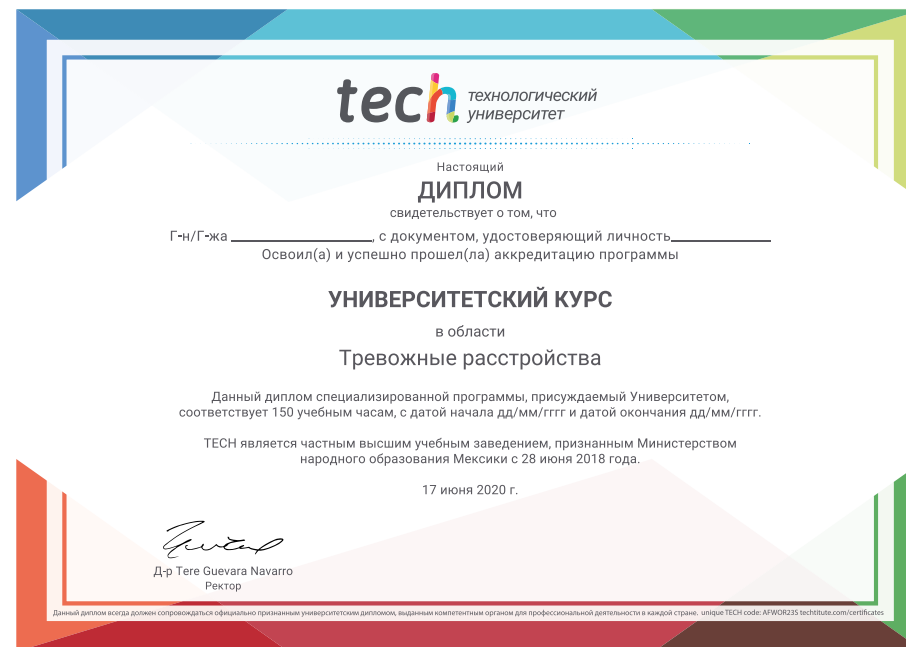 tech технологический
университет
Настоящий
ДИПЛОМ
свидетельствует о том, что
Г-н/Г-жа ________________, с документом, удостоверяющий личность____________
Освоил(а) и успешно прошел(ла) аккредитацию программы
УНИВЕРСИТЕТСКИЙ КУРС
в области
Тревожные расстройства
Данный диплом специализированной программы, присуждаемый Университетом,
соответствует 150 учебным часам, с датой начала дд/мм/гггг и датой окончания дд/мм/гггг.
TECH является частным высшим учебным заведением, признанным Министерством
народного образования Мексики с 28 июня 2018 года.
17 июня 2020 г.
Д-р Tere Guevara Navarro
Ректор
Данный диплом всегда должен сопровождаться официально признанным университетским дипломом, выданным компетентным органом для профессиональной деятельности в каждой стране. unique TECH code: AFWOR23S techtitute.com/certificates